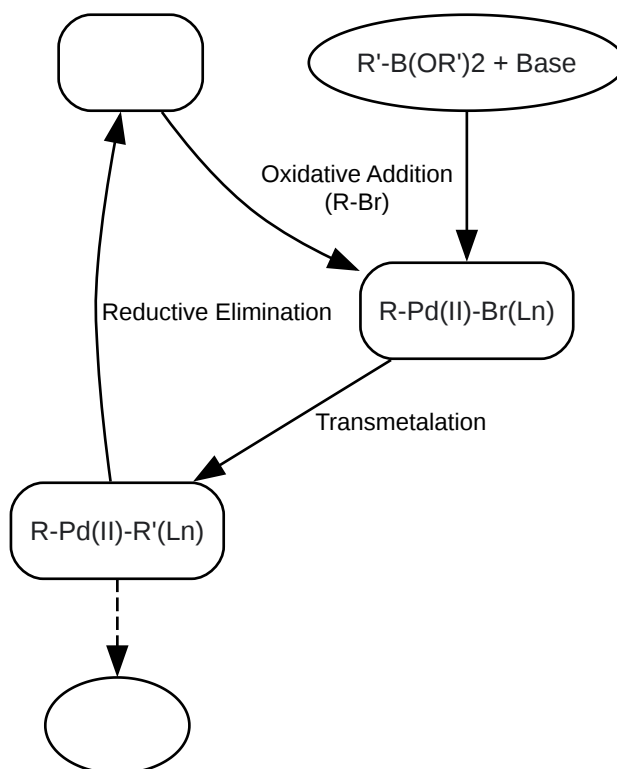 R'-B(OR')2 + Base
Oxidative Addition
(R-Br)
R-Pd(II)-Br(Ln)
Reductive Elimination
Transmetalation
R-Pd(II)-R'(Ln)